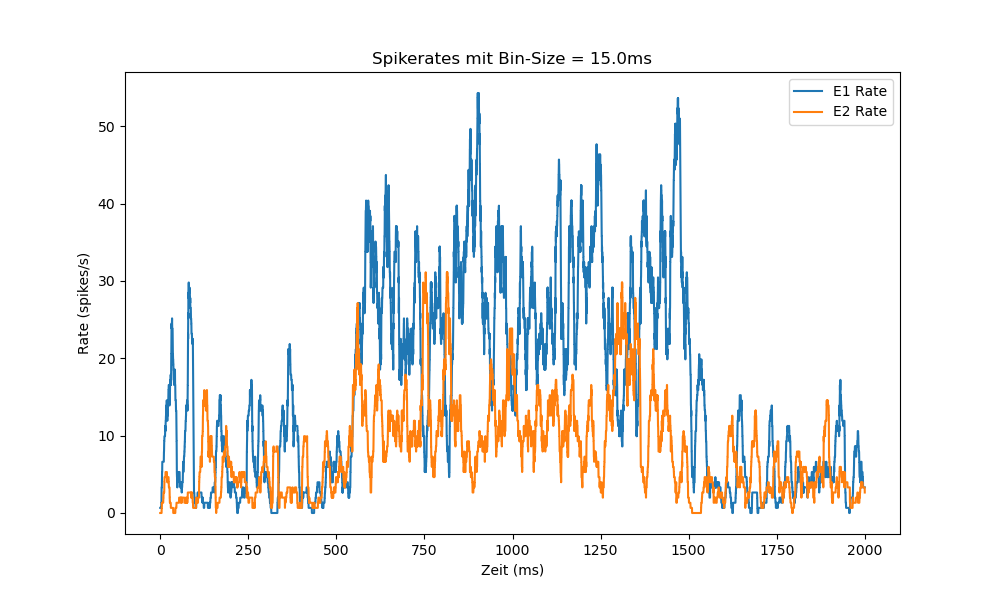 Spikerates mit Bin-Size = 15.0ms
E1 Rate
E2 Rate
50
40
30
20
10
0
Rate (spikes/s)
0 250 500 750 1000 1250 1500 1750 2000
Zeit (ms)